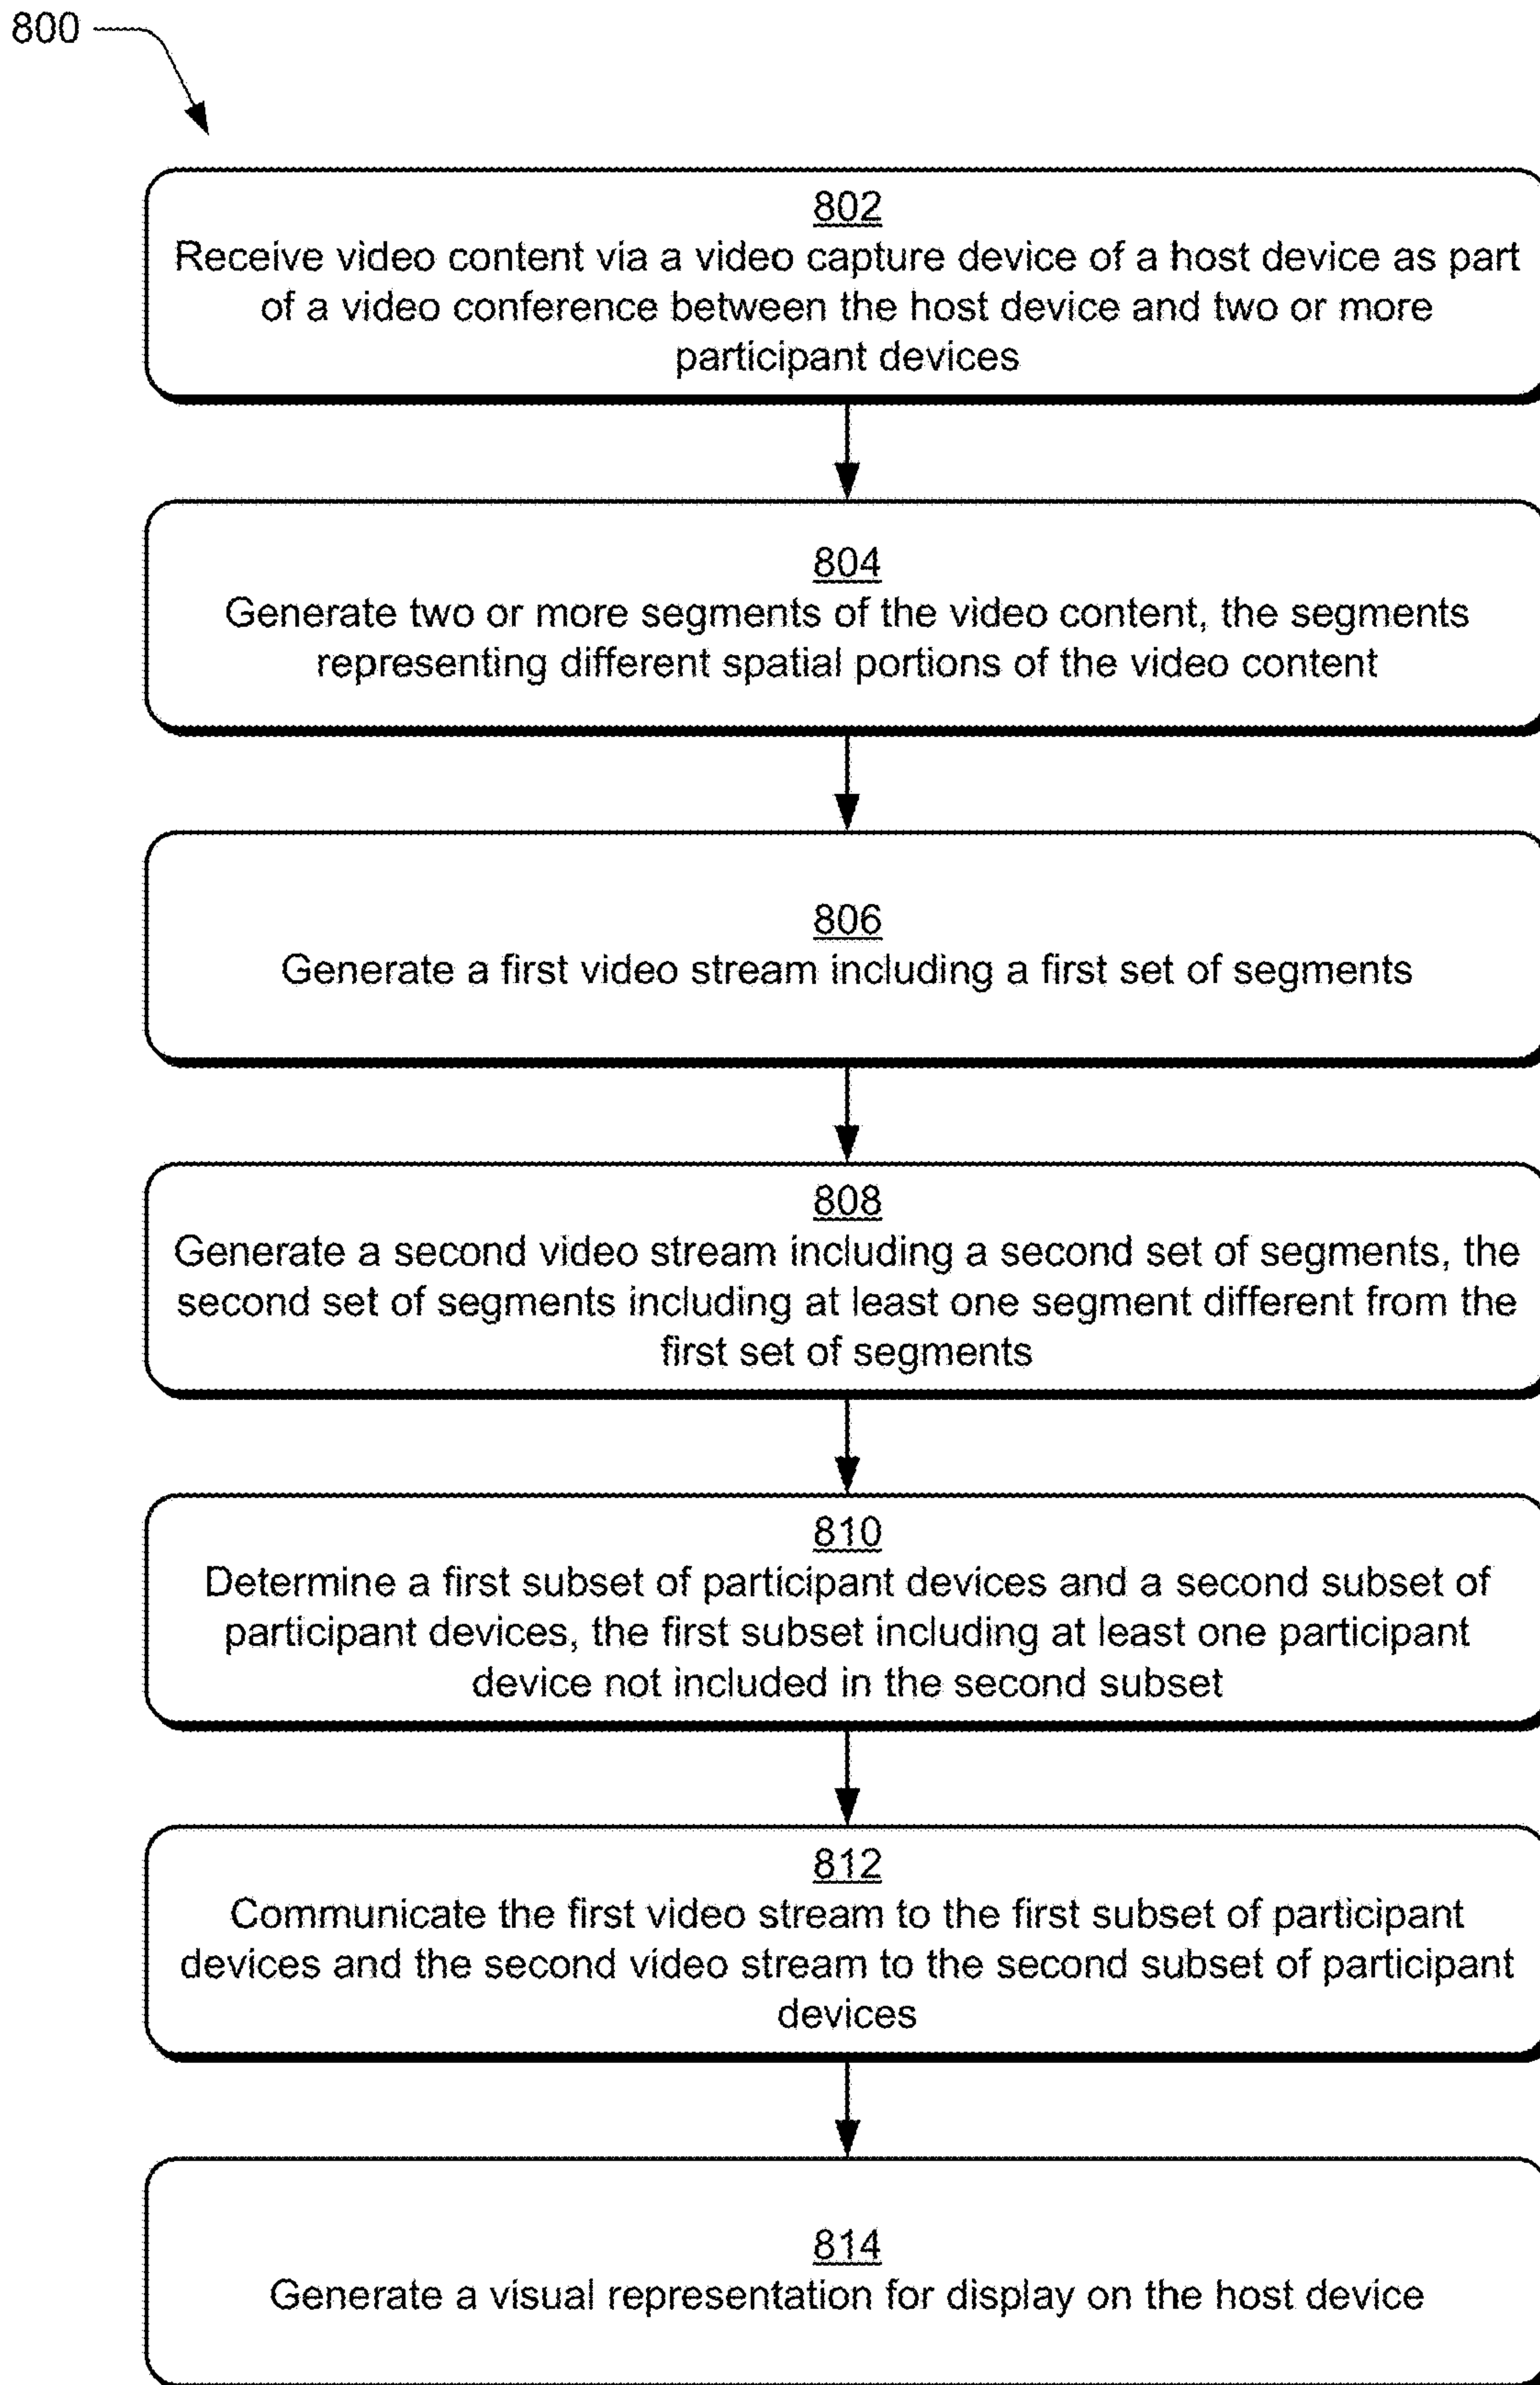 800
802
Receive video content via a video capture device of a host device as part
of a video conference between the host device and two or more
participant devices
804
Generate two or more segments of the video content, the segments
representing different spatial portions of the video content
806
Generate a first video stream including a first set of segments
808
Generate a second video stream including a second set of segments, the
second set of segments including at least one segment different from the
first set of segments
810
Determine a first subset of participant devices and a second subset of
participant devices, the first subset including at least one participant
device not included in the second subset
812
Communicate the first video stream to the first subset of participant
devices and the second video stream to the second subset of participant
devices
814
Generate a visual representation for display on the host device